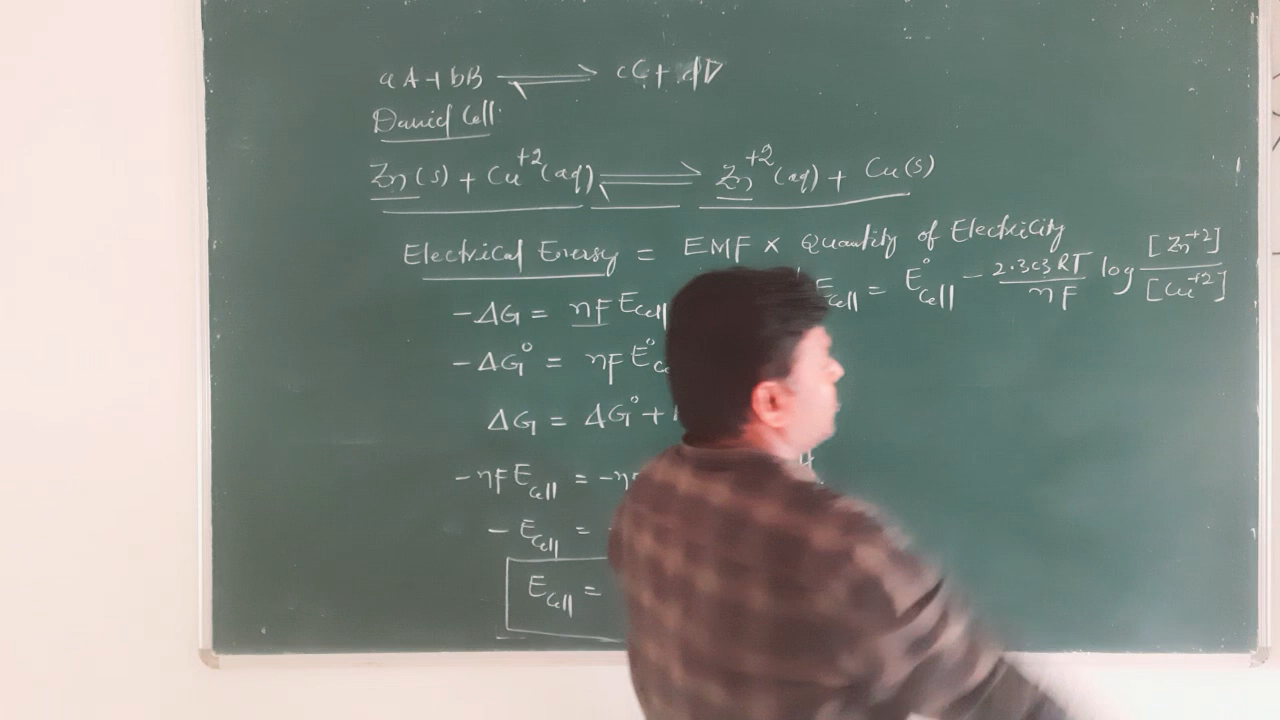 aA + bB ⇌ cC + dD
Daniel Cell.
Zn(s) + Cu⁺²(aq) ⇌ Zn⁺²(aq) + Cu(s)
Electrical Energy = EMF × Quantity of Electricity
-ΔG = nF Ecell
Ecell = E°cell - 2.303RT/nF log [Zn⁺²]/[Cu⁺²]
-ΔG° = nF E°
ΔG = ΔG° +
-nF Ecell = -n
- Ecell =
Ecell =